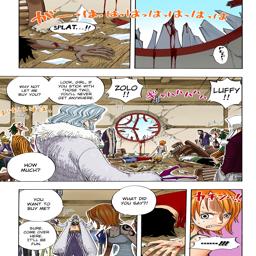 SPLAT...!!
LUFFY
!!
ZOLO
!!
LOOK, GIRL, IF
YOU STICK WITH
THOSE TWO,
YOU'LL NEVER
GET ANYWHERE.
WHY NOT
LET ME BUY
YOU?
HOW
MUCH?
------!!!
WHAT DID
YOU SAY?!
YOU
WANT TO
BUY ME?
SURE,
COME OVER
HERE.
IT'LL BE
FUN.